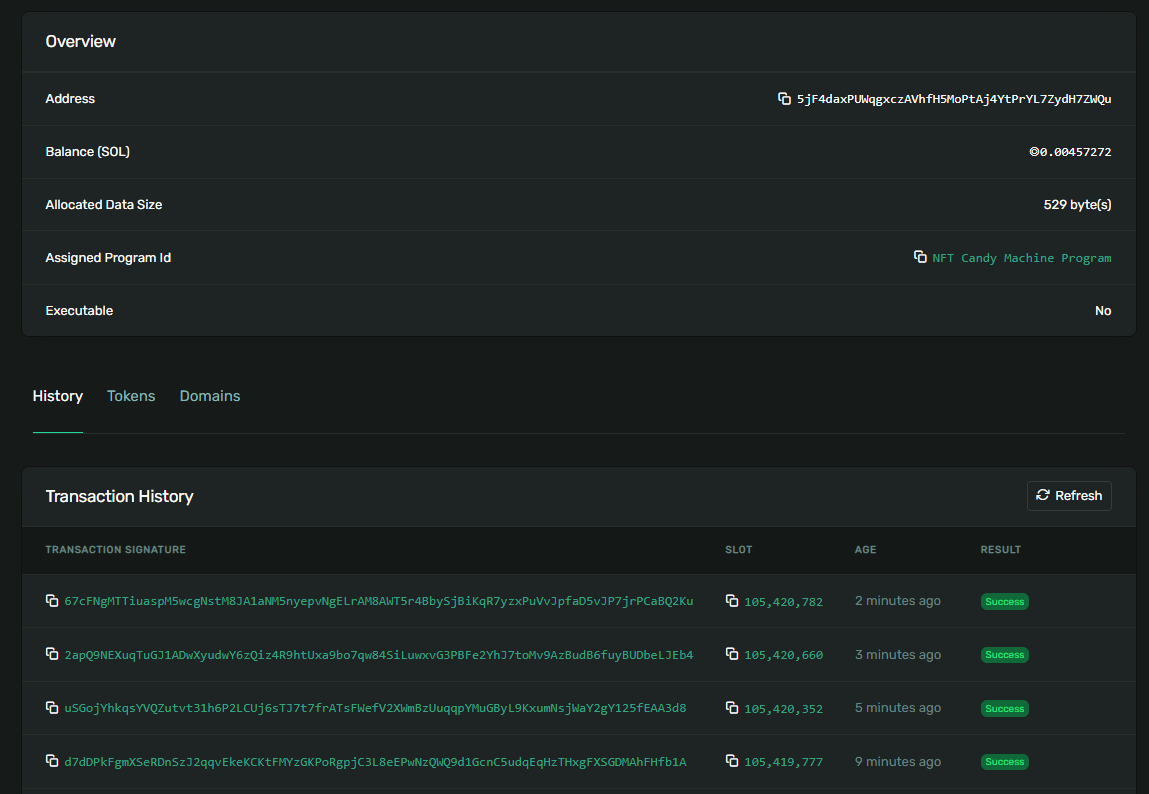 Overview
Address 5jF4daxPUWqgxczAVhfH5MoPtAj4YtPrYL7ZydH7ZWQu
Balance (SOL) ◎0.00457272
Allocated Data Size 529 byte(s)
Assigned Program Id NFT Candy Machine Program
Executable No
History Tokens Domains
Transaction History Refresh
TRANSACTION SIGNATURE SLOT AGE RESULT
67cFNgMTTiuaspM5wcgNstM8JA1aNM5nyepvNgELrAM8AWT5r4BbySjBiKqR7yzxPuVvJpfaD5vJP7jrPCaBQ2Ku 105,420,782 2 minutes ago Success
2apQ9NEXuqTuGJ1ADwXyudwY6zQiz4R9htUxa9bo7qw84SiLuwxvG3PBFe2YhJ7toMv9AzBudB6fuyBUDbeLJEb4 105,420,660 3 minutes ago Success
uSGojYhkqsYVQZutvt31h6P2LCUj6sTJ7t7frATsFWefV2XWmBzUuqqpYMuGByL9KxumNsjWaY2gY125fEAA3d8 105,420,352 5 minutes ago Success
d7dDPkFgmXSeRDnSzJ2qqvEkeKCKtFMYzGKPoRgpjC3L8eEPwNzQWQ9d1GcnC5udqEqHzTHxgFXSGDMAhFHfb1A 105,419,777 9 minutes ago Success